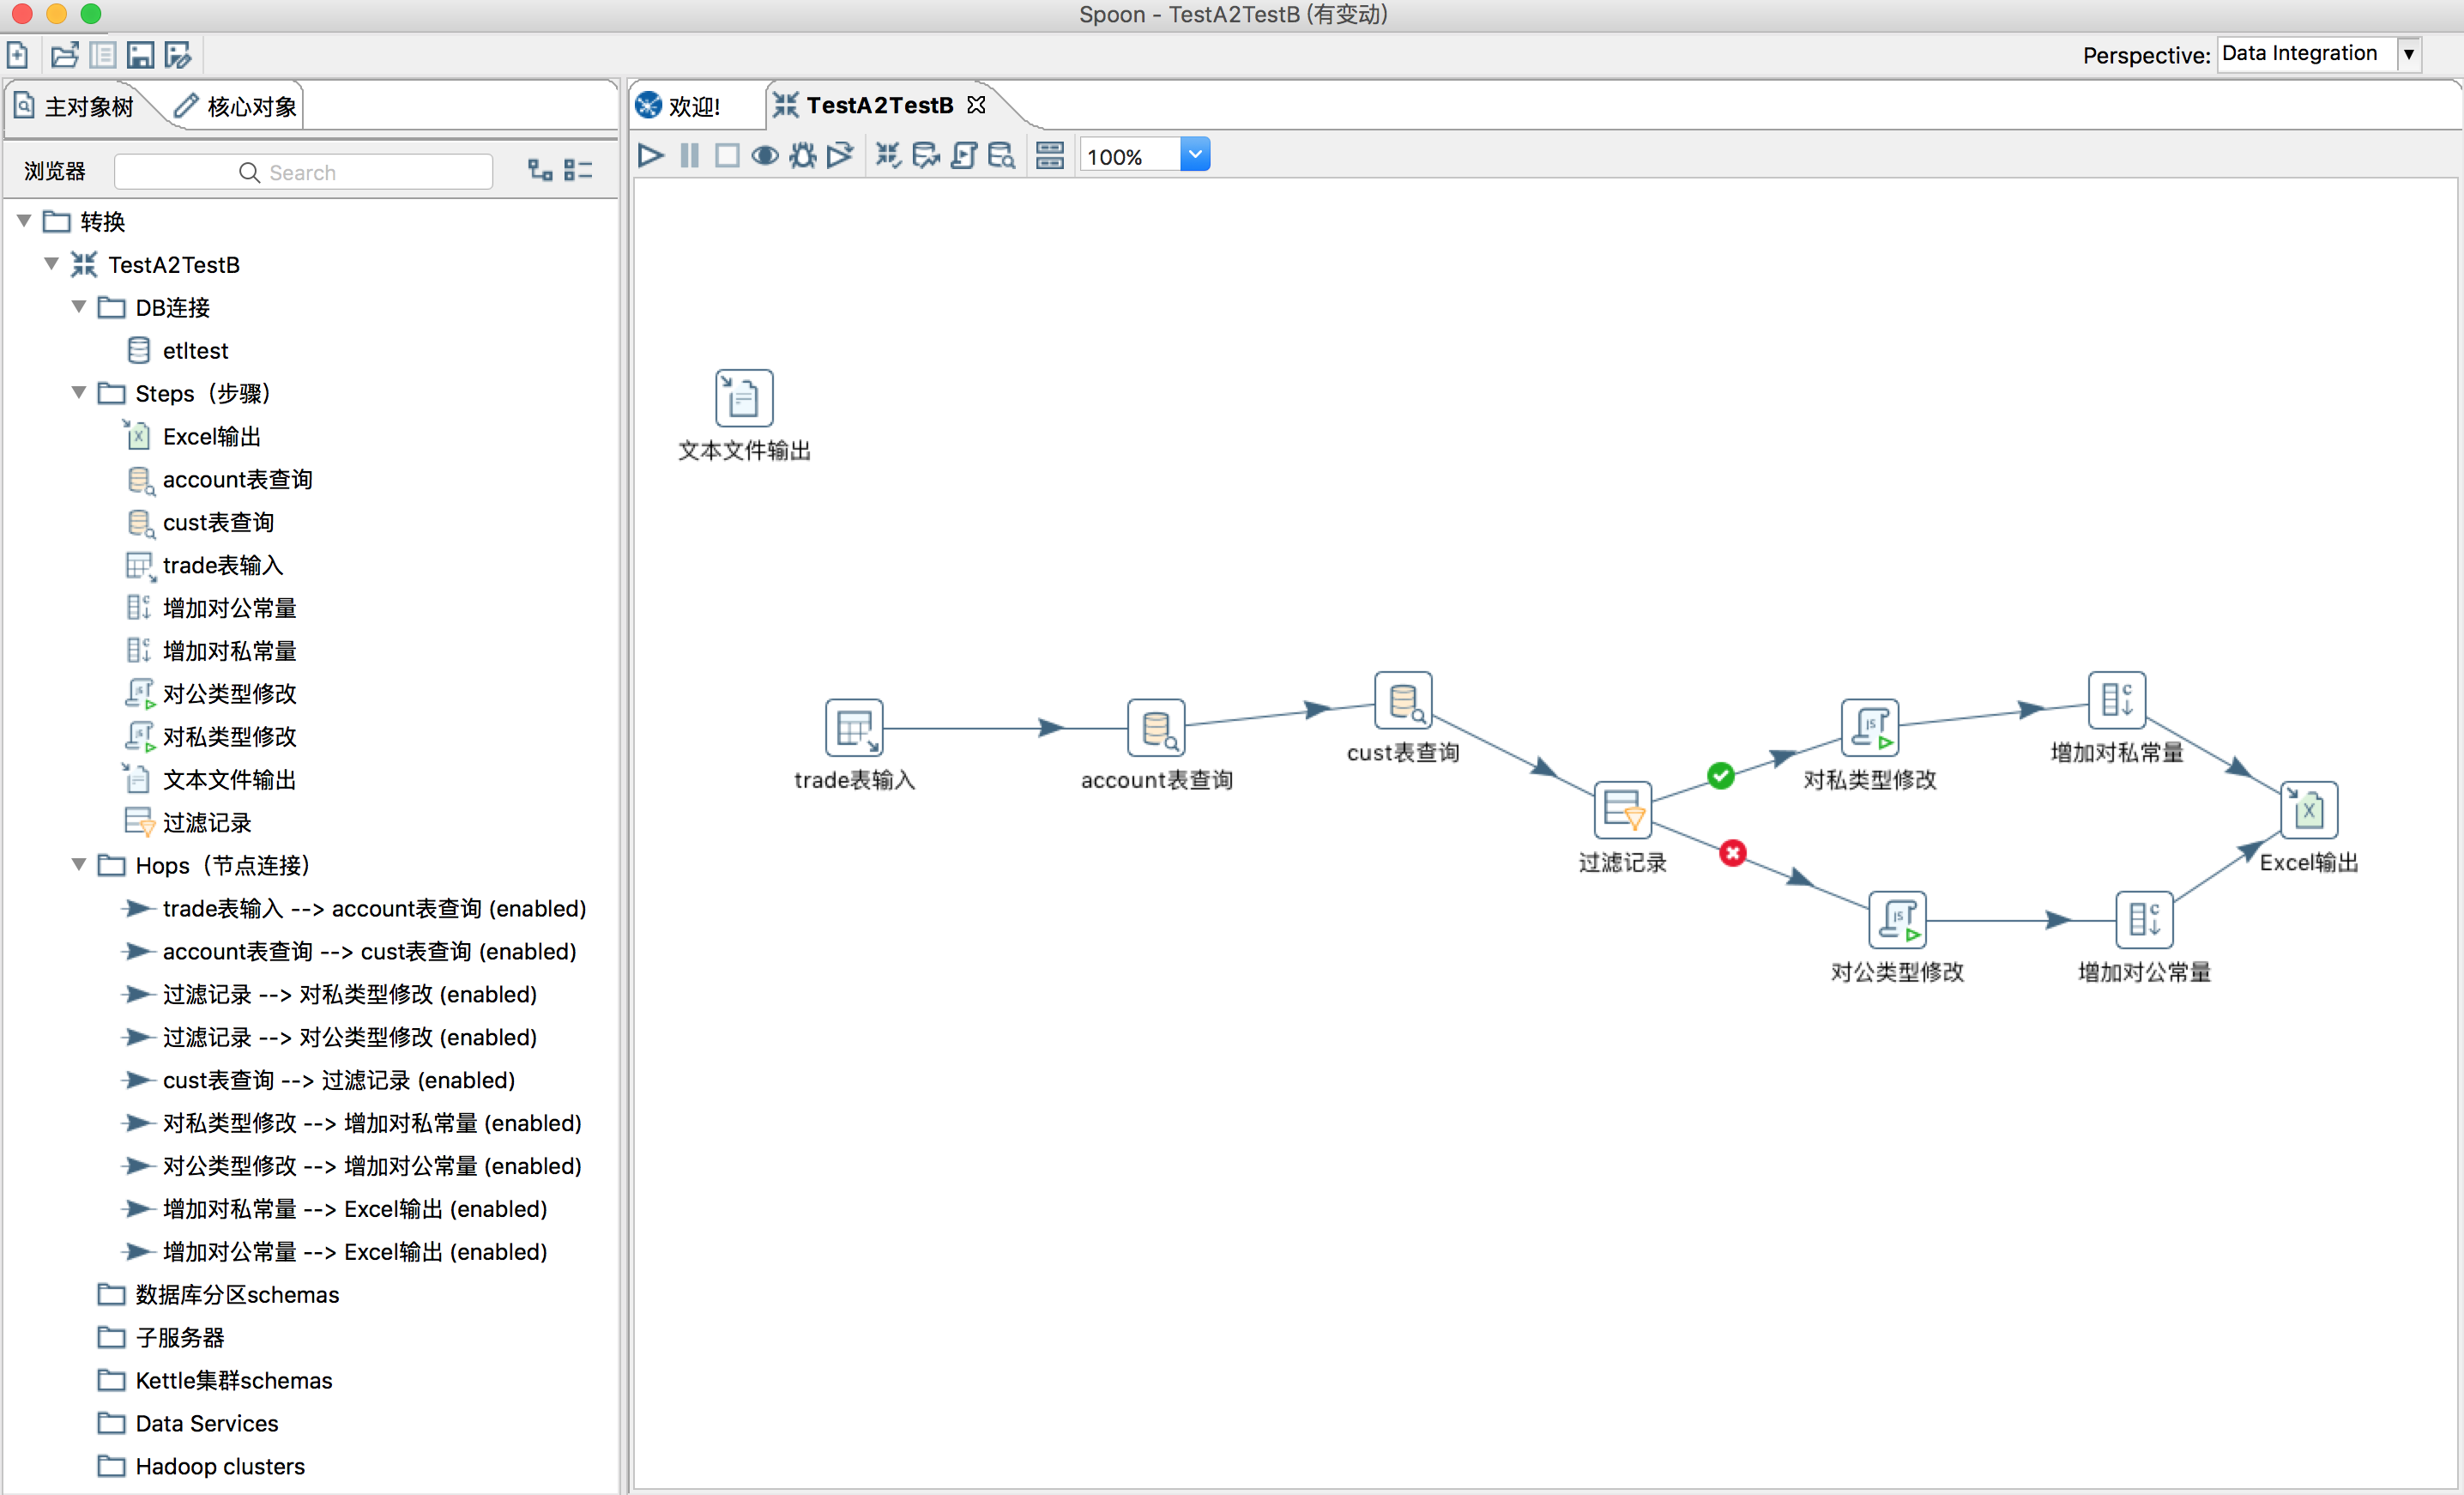 Spoon - TestA2TestB (有变动)
Perspective: Data Integration
主对象树
核心对象
欢迎!
TestA2TestB
浏览器
Search
100%
转换
TestA2TestB
DB连接
etltest
Steps（步骤）
Excel输出
account表查询
cust表查询
trade表输入
增加对公常量
增加对私常量
对公类型修改
对私类型修改
文本文件输出
过滤记录
Hops（节点连接）
trade表输入 --> account表查询 (enabled)
account表查询 --> cust表查询 (enabled)
过滤记录 --> 对私类型修改 (enabled)
过滤记录 --> 对公类型修改 (enabled)
cust表查询 --> 过滤记录 (enabled)
对私类型修改 --> 增加对私常量 (enabled)
对公类型修改 --> 增加对公常量 (enabled)
增加对私常量 --> Excel输出 (enabled)
增加对公常量 --> Excel输出 (enabled)
数据库分区schemas
子服务器
Kettle集群schemas
Data Services
Hadoop clusters
文本文件输出
trade表输入
account表查询
cust表查询
过滤记录
对私类型修改
增加对私常量
Excel输出
对公类型修改
增加对公常量